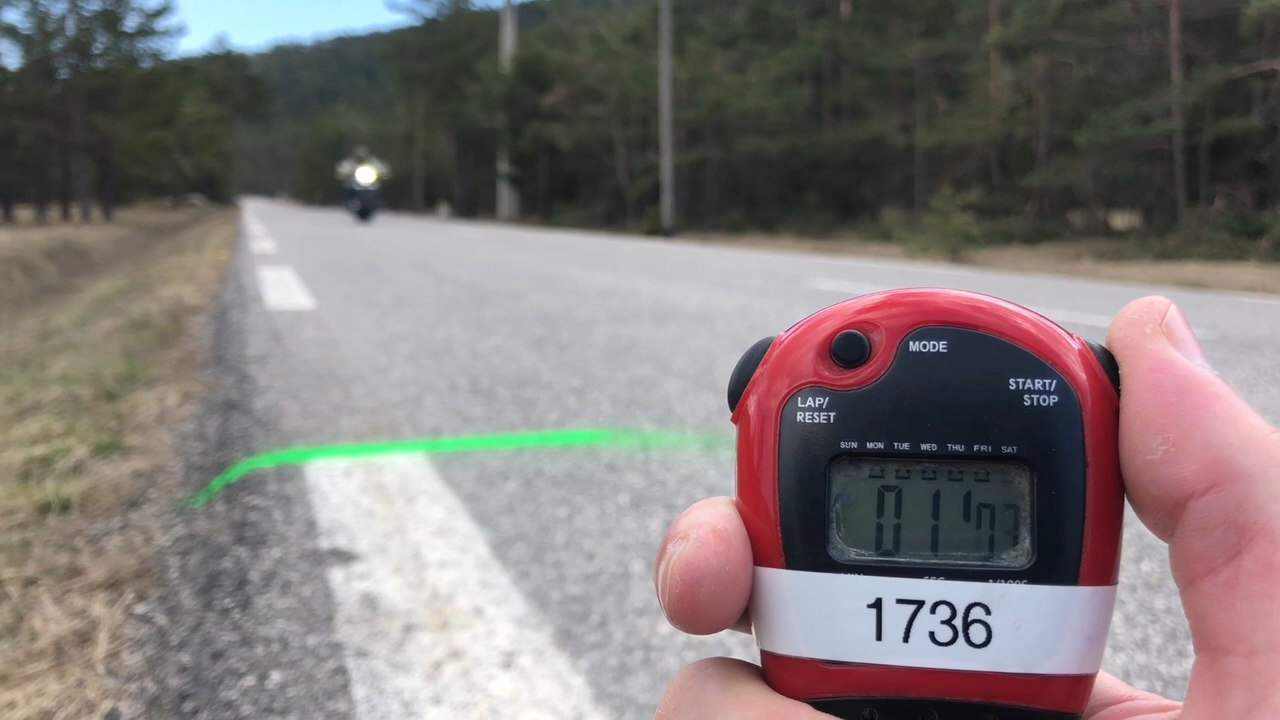 MODE
START/
STOP
LAP/
RESET
SUN MON TUE WED THU FRI SAT
01'73
1736